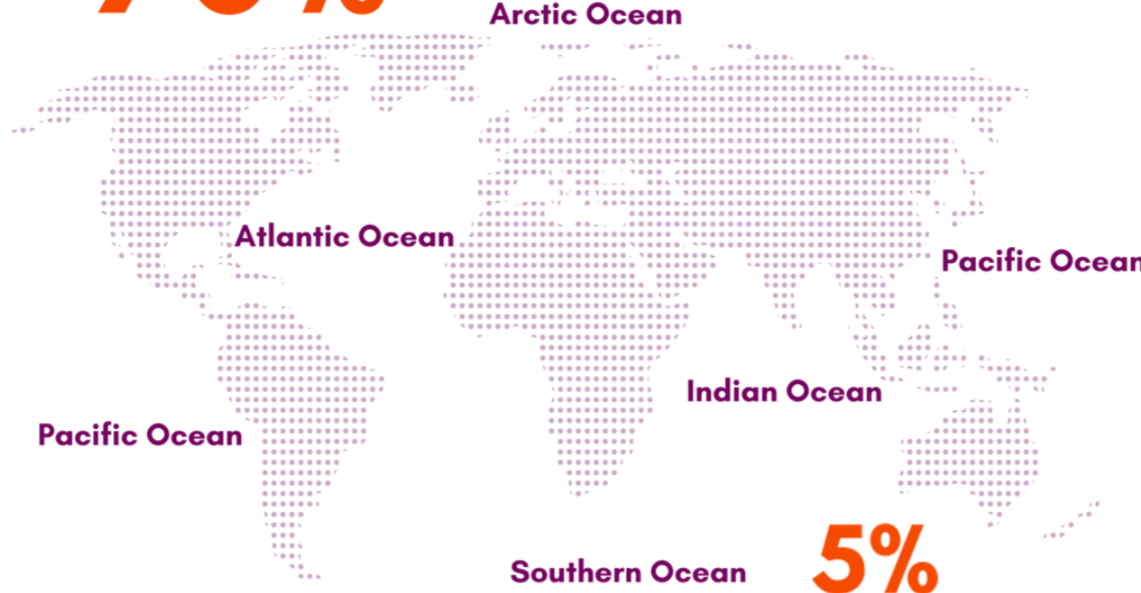 Arctic Ocean
Atlantic Ocean
Pacific Ocean
Indian Ocean
Pacific Ocean
5%
Southern Ocean